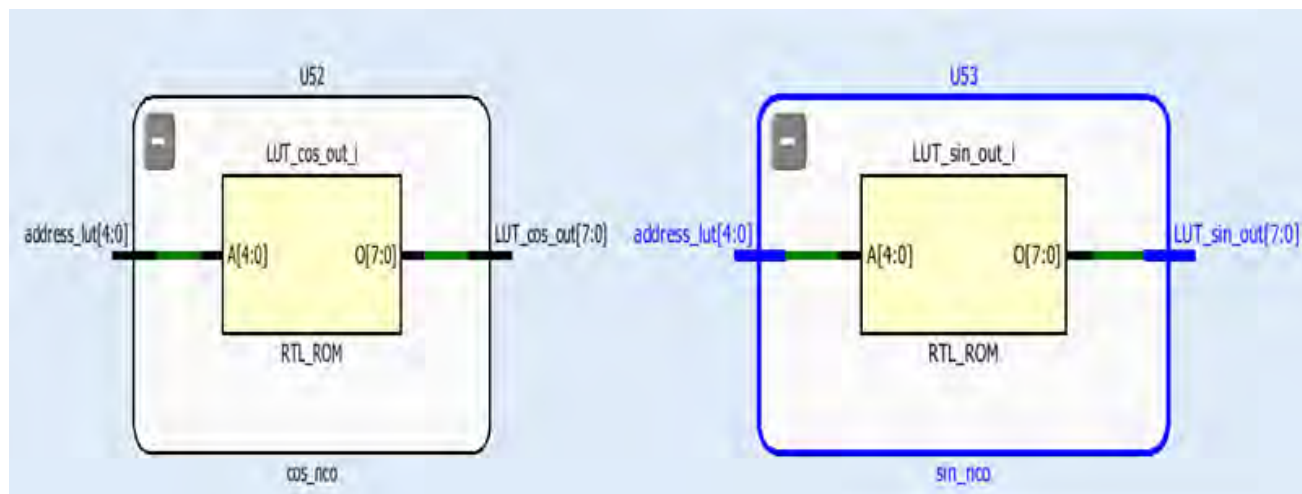 U52
LUT_cos_out_i
address_lut[4:0]
A[4:0]
O[7:0]
LUT_cos_out[7:0]
RTL_ROM
cos_nco
U53
LUT_sin_out_i
address_lut[4:0]
A[4:0]
O[7:0]
LUT_sin_out[7:0]
RTL_ROM
sin_nco